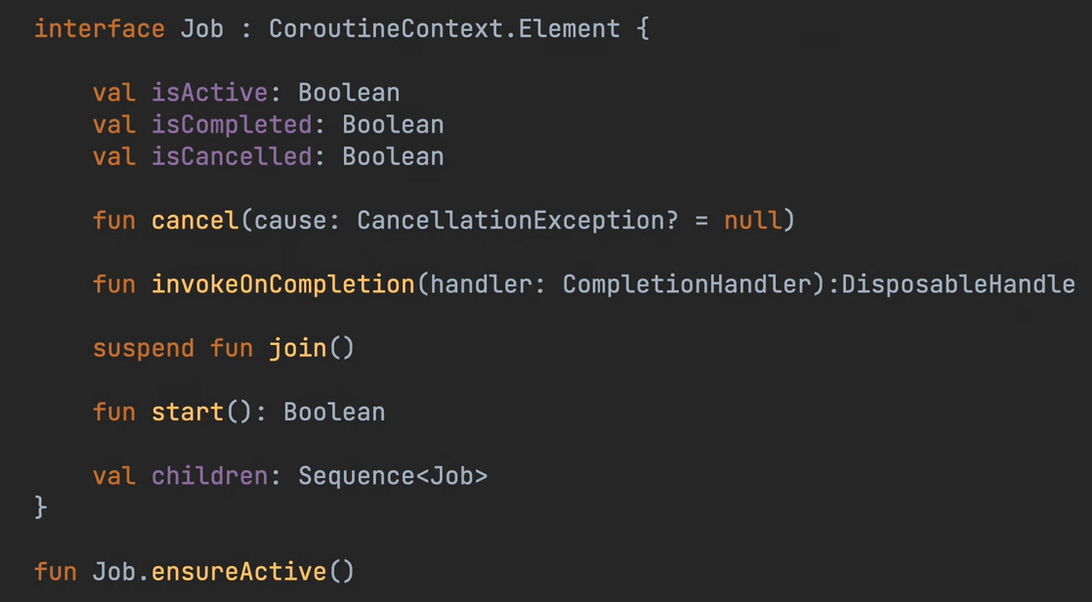 interface Job : CoroutineContext.Element {
val isActive: Boolean
val isCompleted: Boolean
val isCancelled: Boolean
fun cancel(cause: CancellationException? = null)
fun invokeOnCompletion(handler: CompletionHandler):DisposableHandle
suspend fun join()
fun start(): Boolean
val children: Sequence<Job>
}
fun Job.ensureActive()